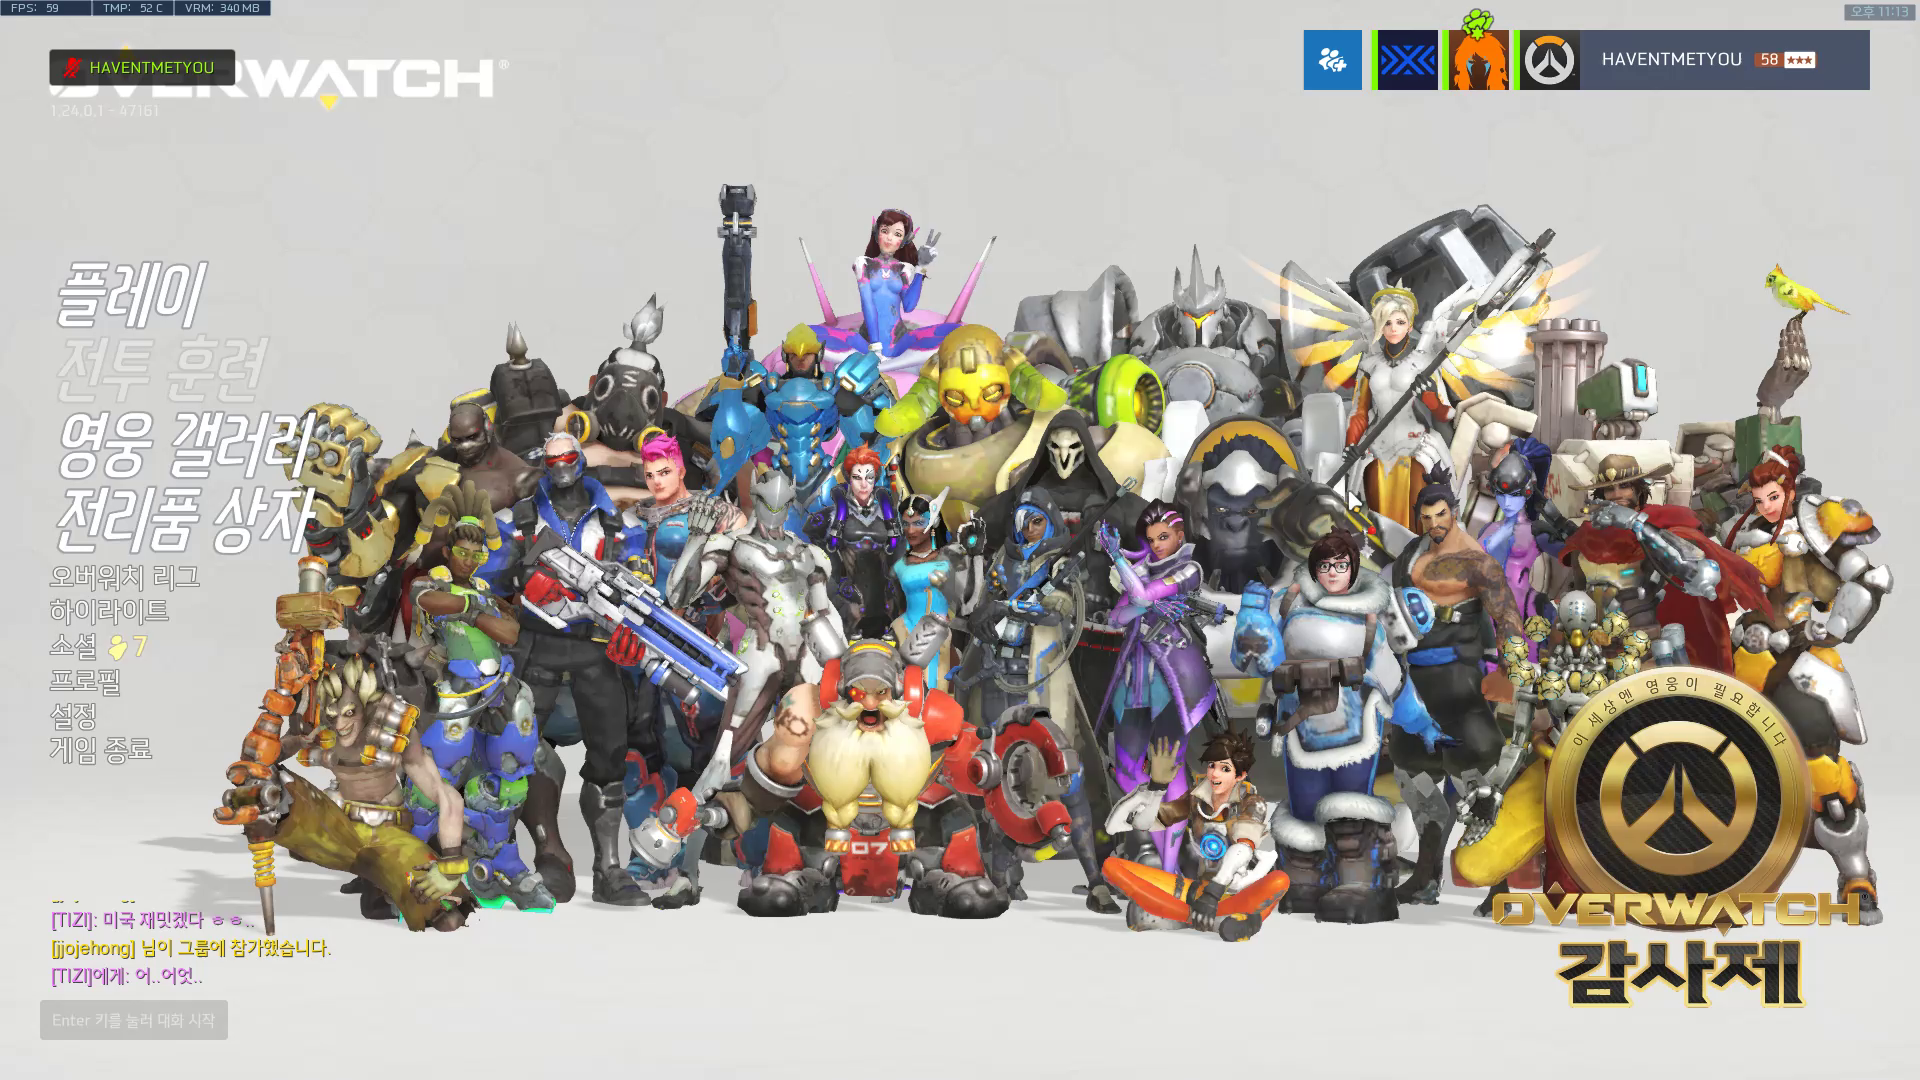 FPS: 59 TMP: 52 C VRM: 340 MB
오후 11:13
HAVENTMETYOU
OVERWATCH®
1.24.0.1 - 47161
HAVENTMETYOU 58
플레이
전투 훈련
영웅 갤러리
전리품 상자
오버워치 리그
하이라이트
소셜 7
프로필
설정
게임 종료
07
이 세상엔 영웅이 필요합니다
OVERWATCH
감사제
[TIZI]: 미국 재밋겠다 ㅎㅎ..
[jjojehong] 님이 그룹에 참가했습니다.
[TIZI]에게: 어..어엇..
Enter 키를 눌러 대화 시작